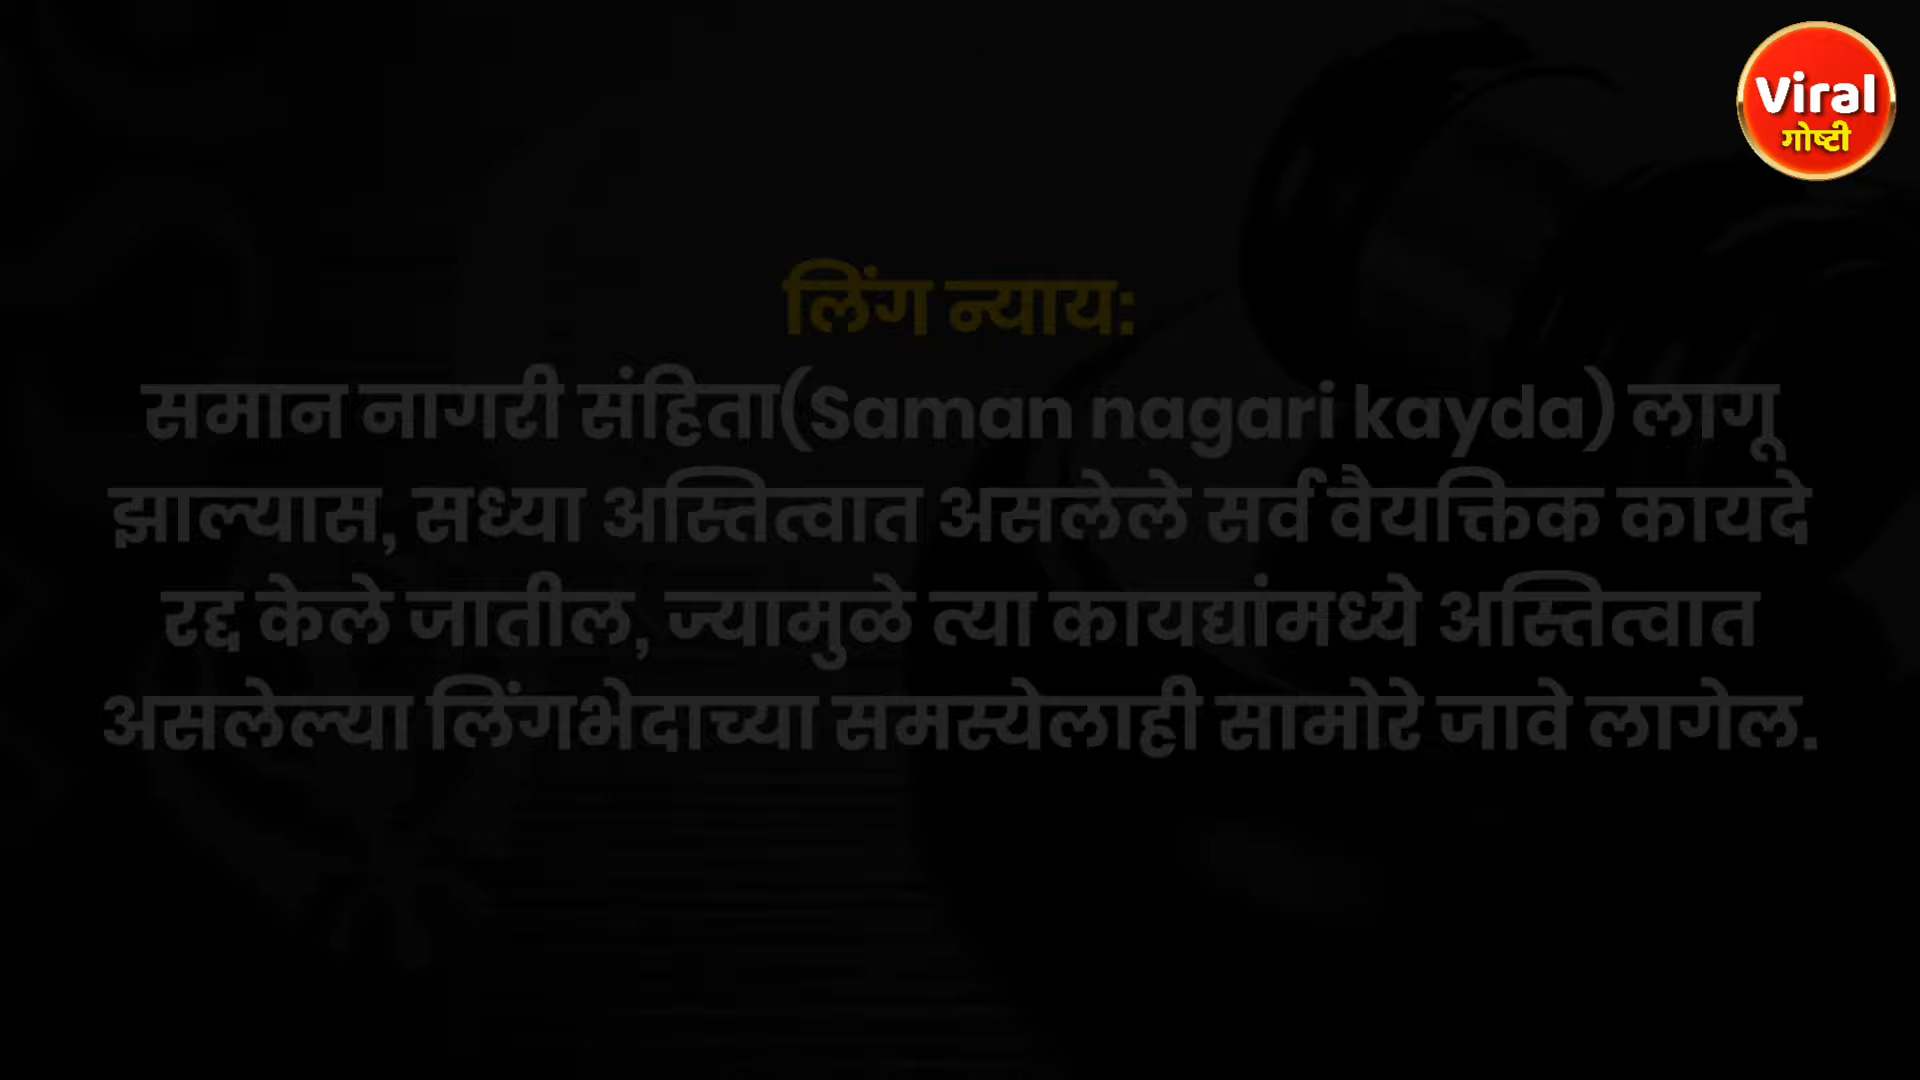 Viral
गोष्टी
लिंग न्याय:
समान नागरी संहिता(Saman nagari kayda) लागू
झाल्यास, सध्या अस्तित्वात असलेले सर्व वैयक्तिक कायदे
रद्द केले जातील, ज्यामुळे त्या कायद्यांमध्ये अस्तित्वात
असलेल्या लिंगभेदाच्या समस्येलाही सामोरे जावे लागेल.